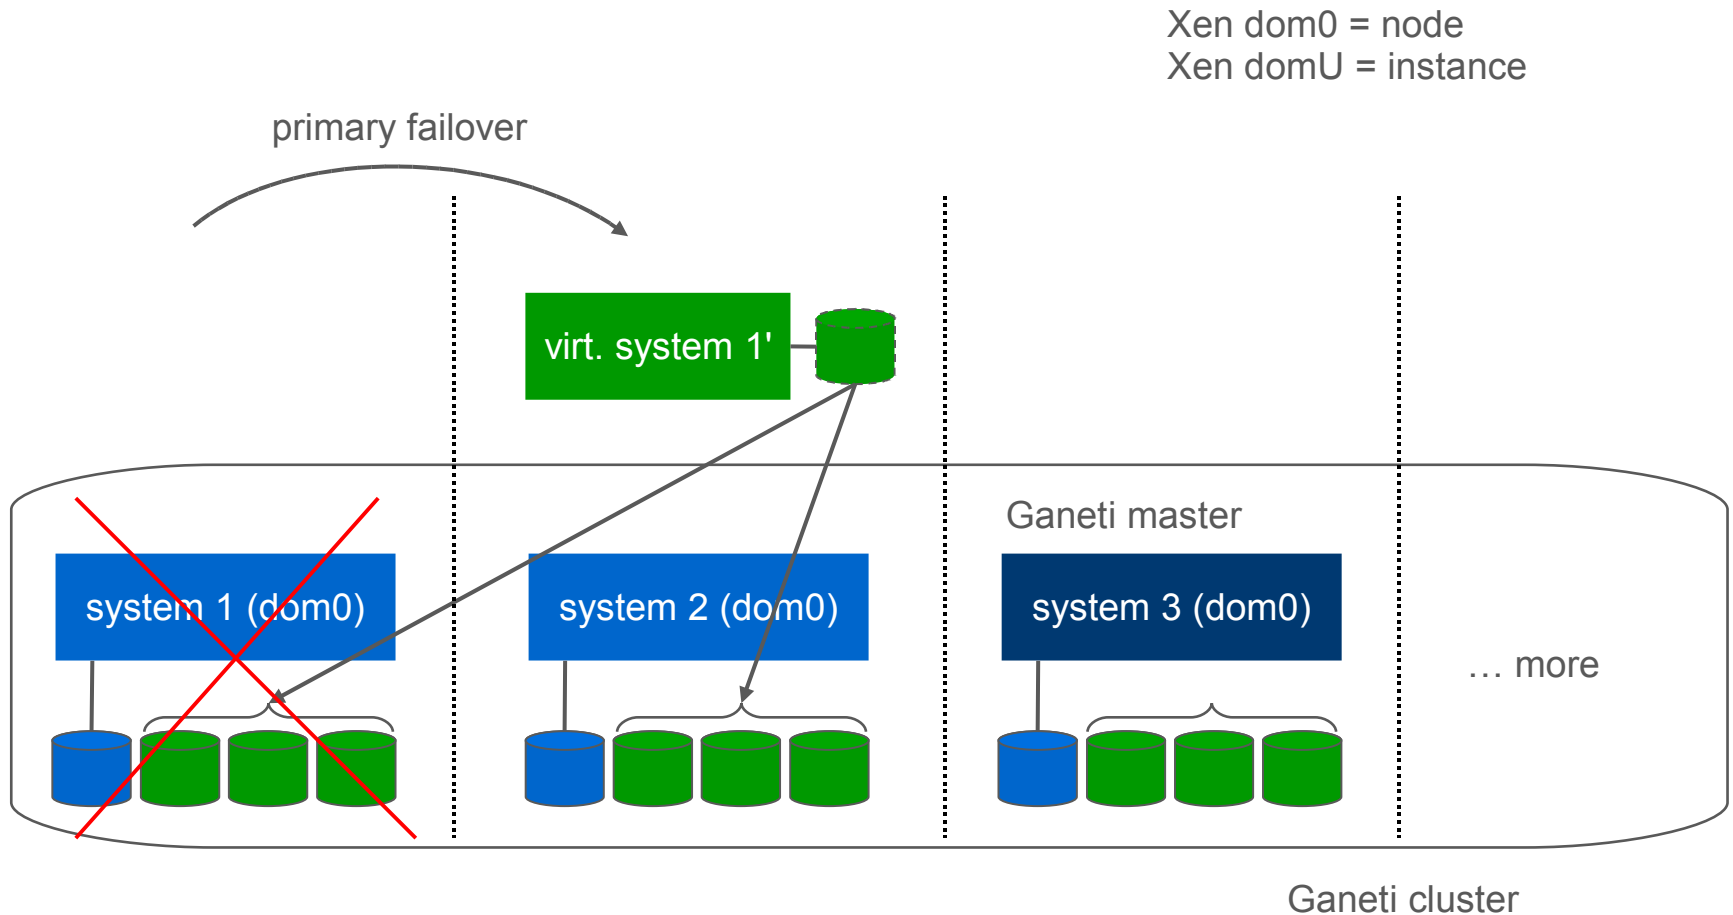 Xen dom0 = node
Xen domU = instance
primary failover
virt. system 1'
Ganeti master
system 1 (dom0)
system 2 (dom0)
system 3 (dom0)
… more
Ganeti cluster